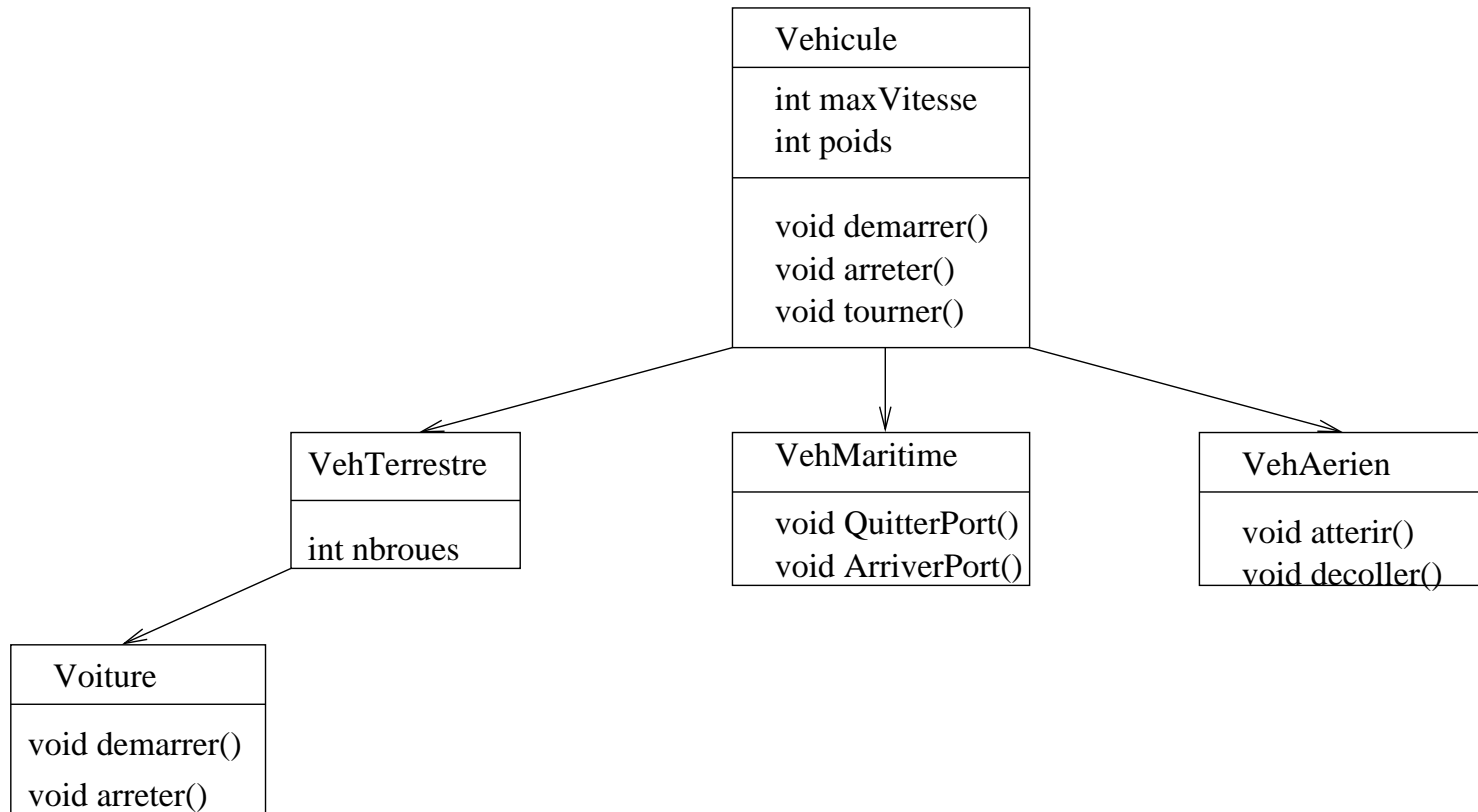 Vehicule
int maxVitesse
int poids
void demarrer()
void arreter()
void tourner()
VehTerrestre
int nbroues
VehMaritime
void QuitterPort()
void ArriverPort()
VehAerien
void atterir()
void decoller()
Voiture
void demarrer()
void arreter()